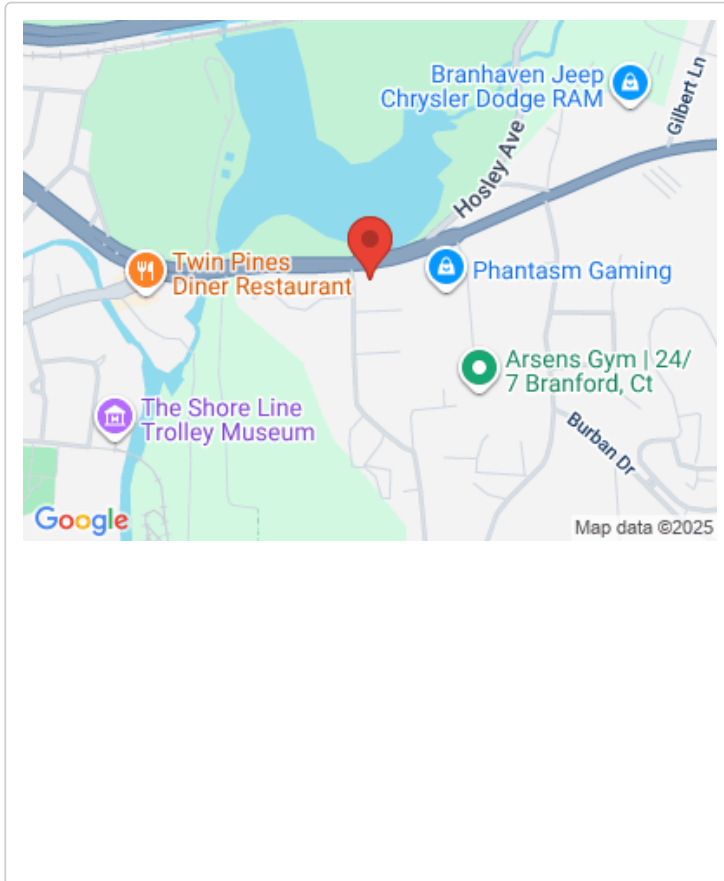 Branhaven Jeep
Chrysler Dodge RAM
Gilbert Ln
Hosley Ave
Twin Pines
Diner Restaurant
Phantasm Gaming
Arsens Gym | 24/
7 Branford, Ct
The Shore Line
Trolley Museum
Burban Dr
Google
Map data ©2025